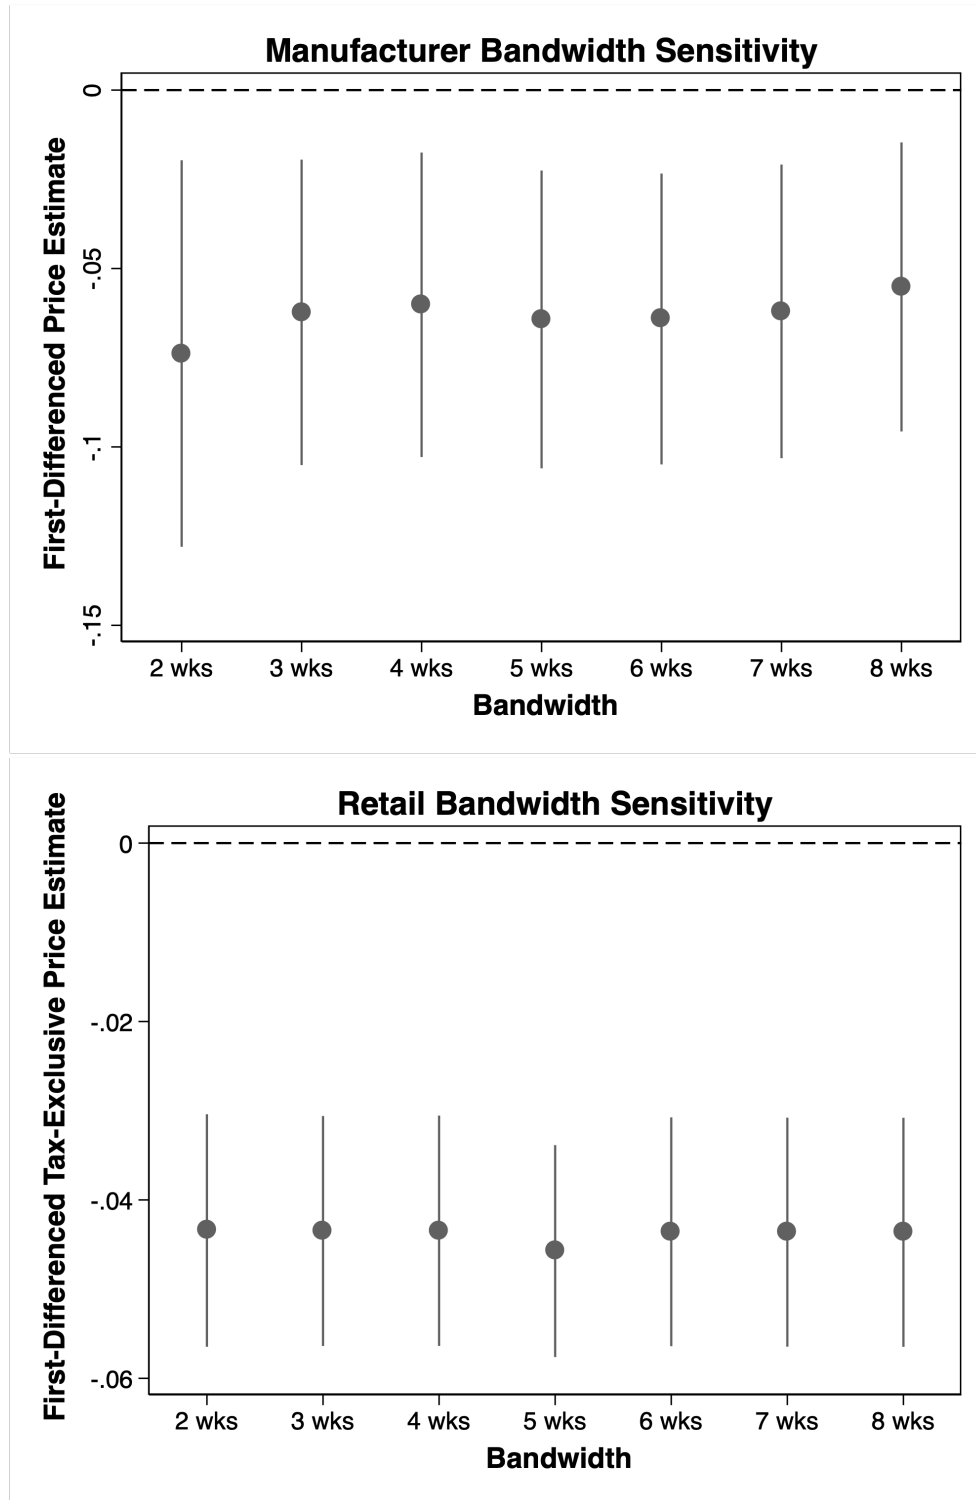 Manufacturer Bandwidth Sensitivity
First-Differenced Price Estimate
0
-.05
-.1
-.15
2 wks 3 wks 4 wks 5 wks 6 wks 7 wks 8 wks
Bandwidth
Retail Bandwidth Sensitivity
First-Differenced Tax-Exclusive Price Estimate
0
-.02
-.04
-.06
2 wks 3 wks 4 wks 5 wks 6 wks 7 wks 8 wks
Bandwidth